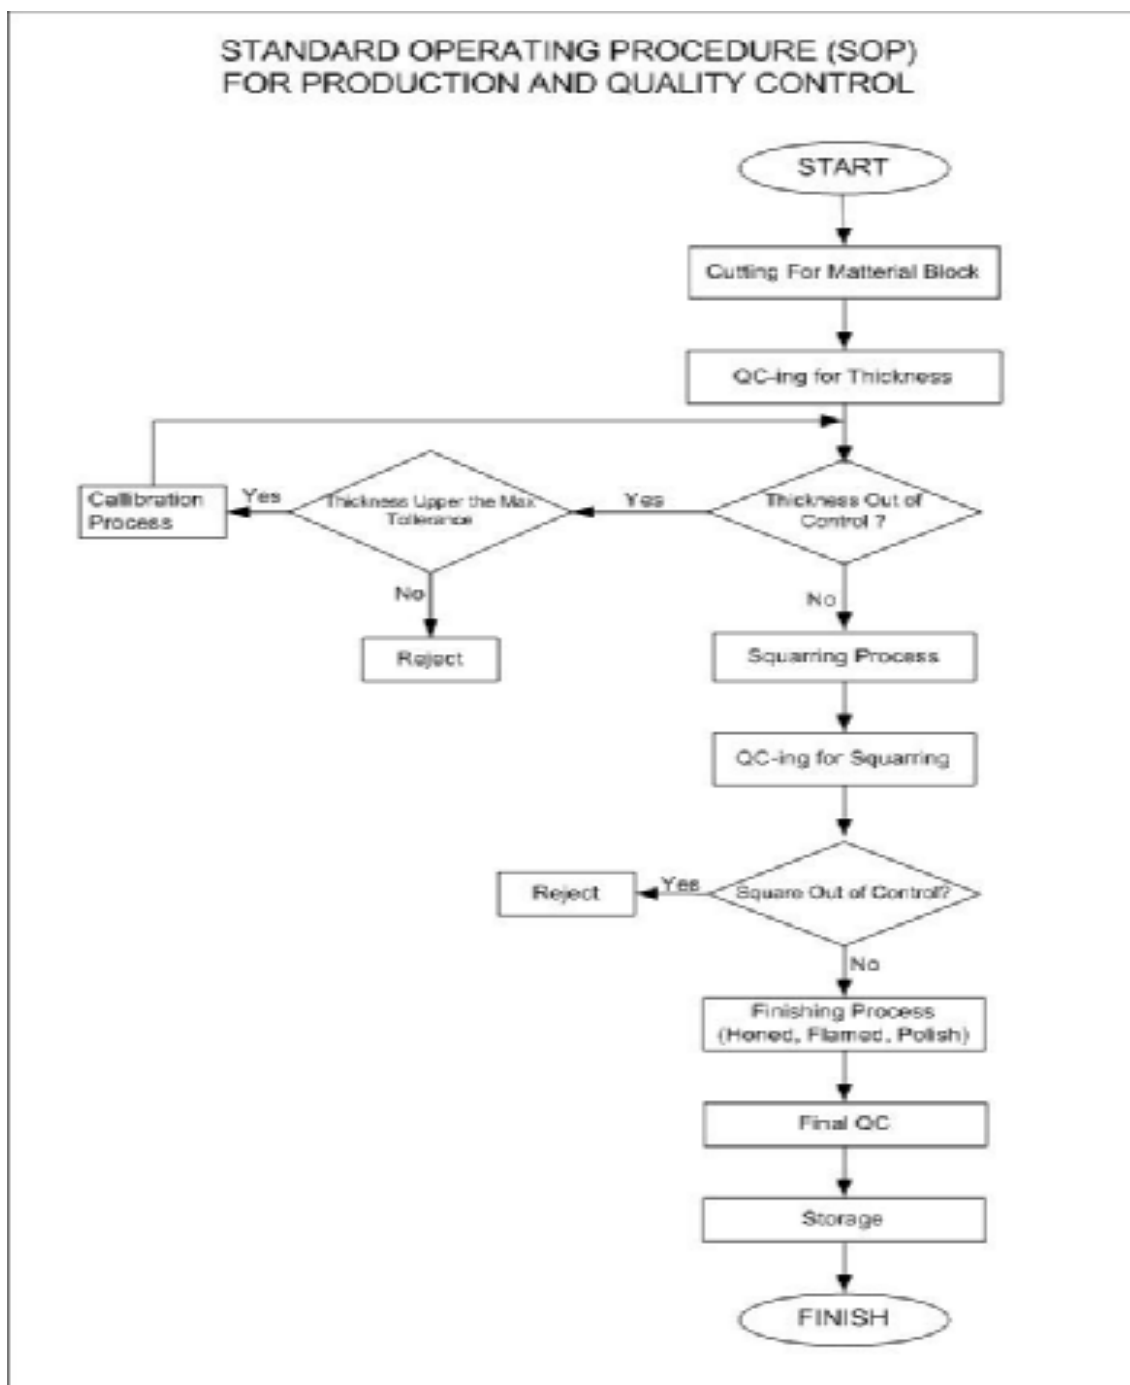 STANDARD OPERATING PROCEDURE (SOP)
FOR PRODUCTION AND QUALITY CONTROL
START
Cutting For Matterial Block
QC-ing for Thickness
Thickness Out of
Control ?
Yes
Thickness Upper the Max
Tollerance
Yes
Callibration
Process
No
Reject
No
Squarring Process
QC-ing for Squarring
Square Out of Control?
Yes
Reject
No
Finishing Process
(Honed, Flamed, Polish)
Final QC
Storage
FINISH